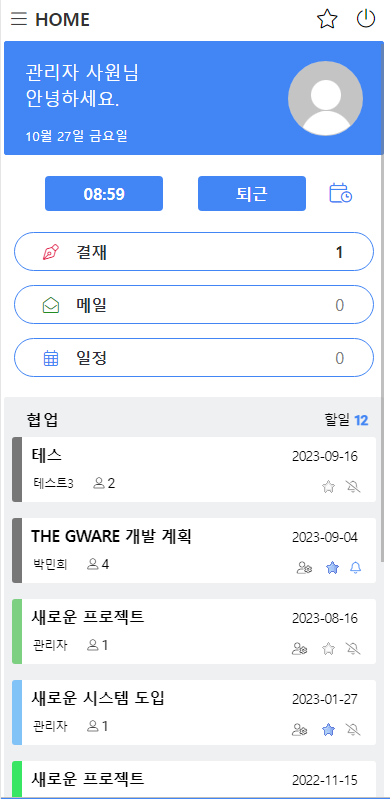 HOME
관리자 사원님
안녕하세요.
10월 27일 금요일
08:59 퇴근
결재 1
메일 0
일정 0
협업 할일 12
테스 2023-09-16
테스트3 2
THE GWARE 개발 계획 2023-09-04
박민희 4
새로운 프로젝트 2023-08-16
관리자 1
새로운 시스템 도입 2023-01-27
관리자 1
새로운 프로젝트 2022-11-15